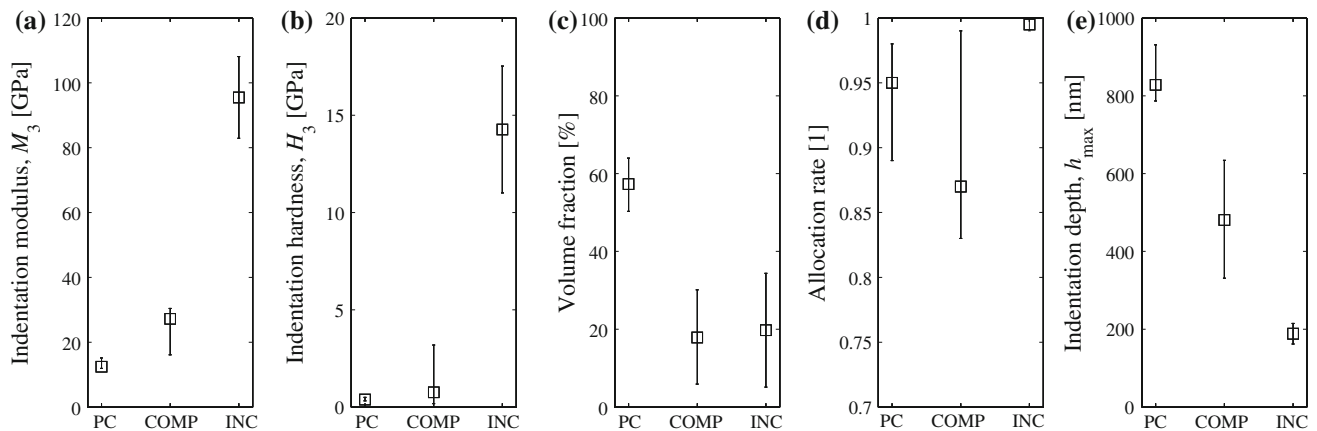 (a)
Indentation modulus, M3 [GPa]
120
100
80
60
40
20
0
PC COMP INC
(b)
Indentation hardness, H3 [GPa]
20
15
10
5
0
PC COMP INC
(c)
Volume fraction [%]
100
80
60
40
20
0
PC COMP INC
(d)
Allocation rate [1]
1
0.95
0.9
0.85
0.8
0.75
0.7
PC COMP INC
(e)
Indentation depth, hmax [nm]
1000
800
600
400
200
0
PC COMP INC